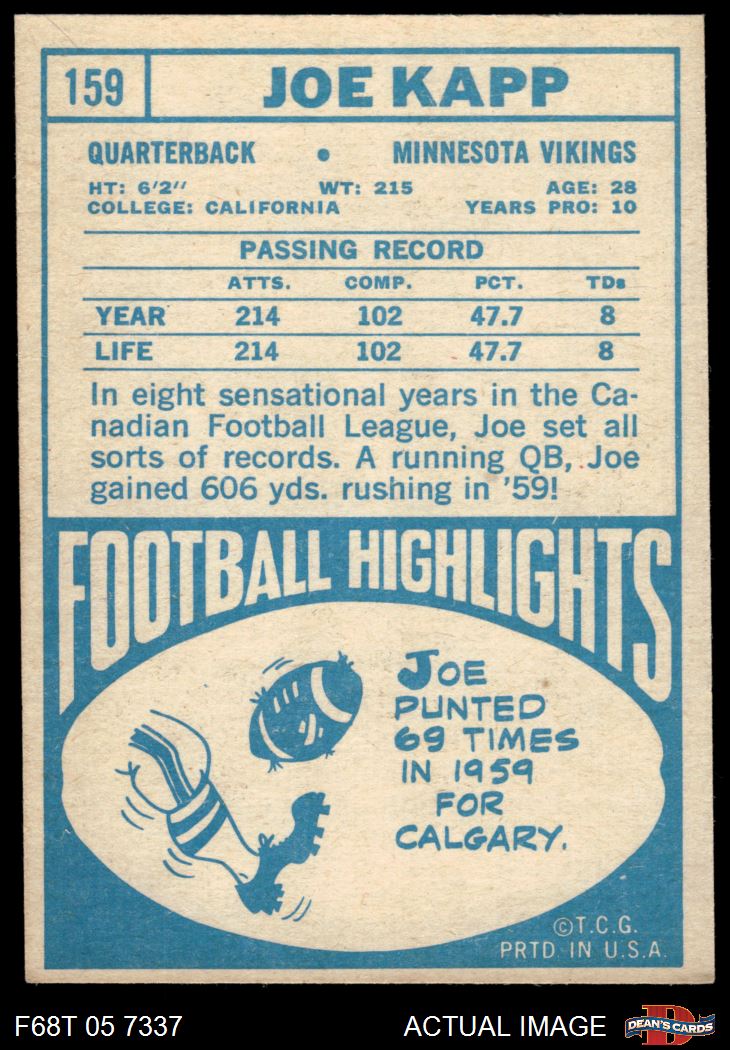 159 JOE KAPP
QUARTERBACK • MINNESOTA VIKINGS
HT: 6'2" WT: 215 AGE: 28
COLLEGE: CALIFORNIA YEARS PRO: 10
PASSING RECORD
ATTS. COMP. PCT. TDs
YEAR 214 102 47.7 8
LIFE 214 102 47.7 8
In eight sensational years in the Ca-
nadian Football League, Joe set all
sorts of records. A running QB, Joe
gained 606 yds. rushing in '59!
FOOTBALL HIGHLIGHTS
JOE
PUNTED
69 TIMES
IN 1959
FOR
CALGARY.
©T.C.G.
PRTD. IN U.S.A.
F68T 05 7337 ACTUAL IMAGE D DEAN'S CARDS